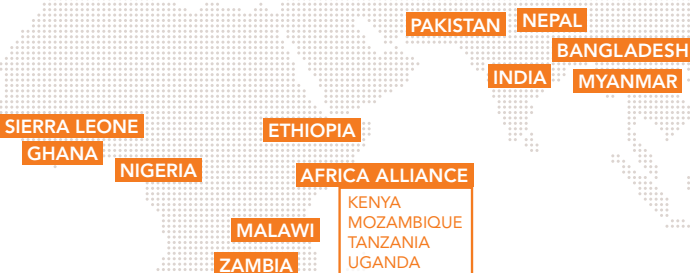 PAKISTAN
NEPAL
BANGLADESH
INDIA
MYANMAR
SIERRA LEONE
ETHIOPIA
GHANA
NIGERIA
AFRICA ALLIANCE
KENYA
MOZAMBIQUE
TANZANIA
UGANDA
MALAWI
ZAMBIA